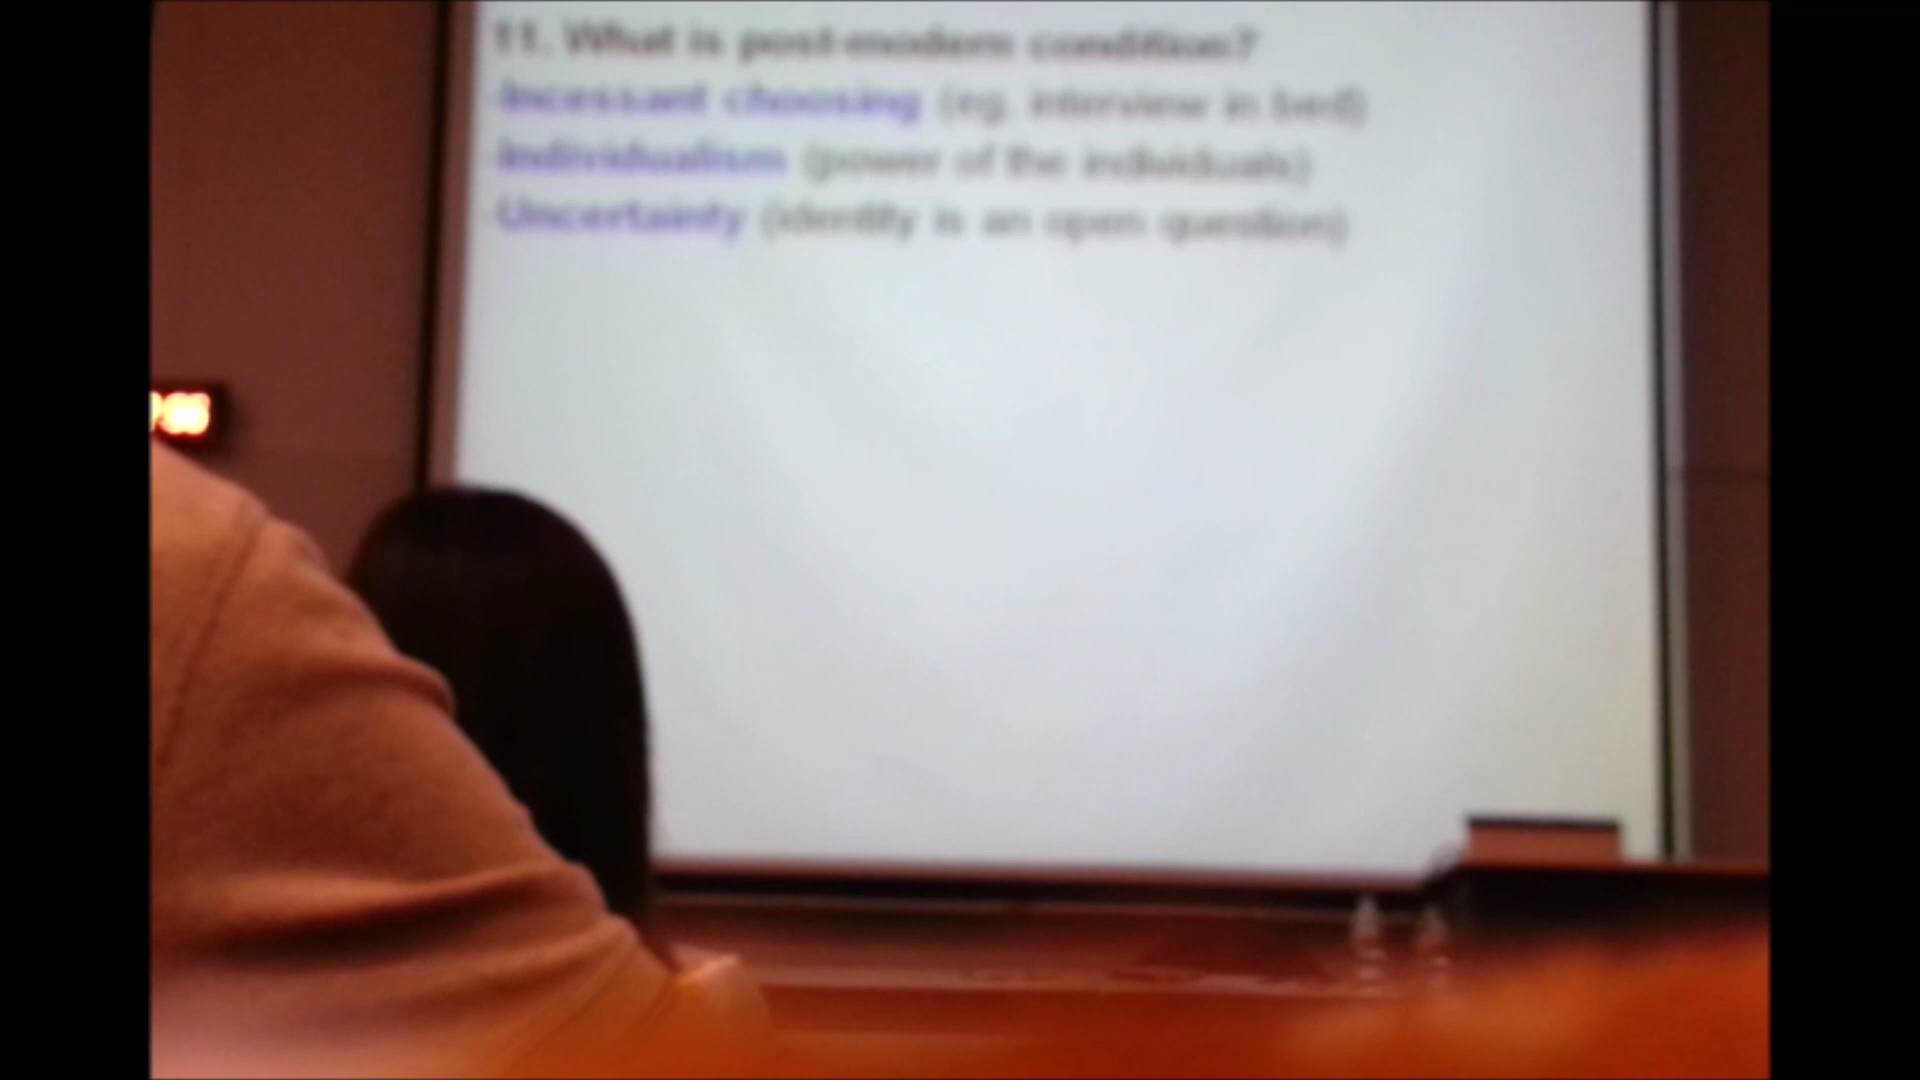 11. What is post-modern condition?
-Incessant choosing (eg. interview in bed)
-Individualism (power of the individuals)
-Uncertainty (identity is an open question)